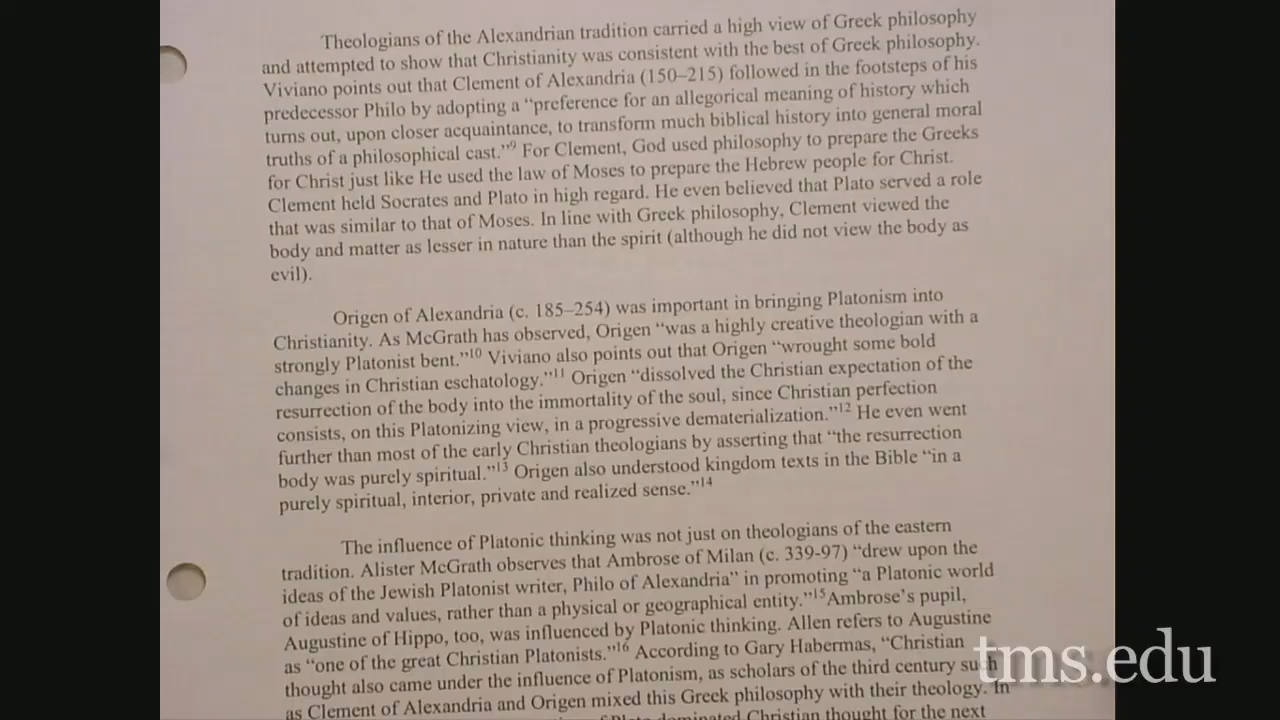 Theologians of the Alexandrian tradition carried a high view of Greek philosophy
and attempted to show that Christianity was consistent with the best of Greek philosophy.
Viviano points out that Clement of Alexandria (150–215) followed in the footsteps of his
predecessor Philo by adopting a “preference for an allegorical meaning of history which
turns out, upon closer acquaintance, to transform much biblical history into general moral
truths of a philosophical cast.”9 For Clement, God used philosophy to prepare the Greeks
for Christ just like He used the law of Moses to prepare the Hebrew people for Christ.
Clement held Socrates and Plato in high regard. He even believed that Plato served a role
that was similar to that of Moses. In line with Greek philosophy, Clement viewed the
body and matter as lesser in nature than the spirit (although he did not view the body as
evil).
Origen of Alexandria (c. 185–254) was important in bringing Platonism into
Christianity. As McGrath has observed, Origen “was a highly creative theologian with a
strongly Platonist bent.”10 Viviano also points out that Origen “wrought some bold
changes in Christian eschatology.”11 Origen “dissolved the Christian expectation of the
resurrection of the body into the immortality of the soul, since Christian perfection
consists, on this Platonizing view, in a progressive dematerialization.”12 He even went
further than most of the early Christian theologians by asserting that “the resurrection
body was purely spiritual.”13 Origen also understood kingdom texts in the Bible “in a
purely spiritual, interior, private and realized sense.”14
The influence of Platonic thinking was not just on theologians of the eastern
tradition. Alister McGrath observes that Ambrose of Milan (c. 339-97) “drew upon the
ideas of the Jewish Platonist writer, Philo of Alexandria” in promoting “a Platonic world
of ideas and values, rather than a physical or geographical entity.”15Ambrose’s pupil,
Augustine of Hippo, too, was influenced by Platonic thinking. Allen refers to Augustine
as “one of the great Christian Platonists.”16 According to Gary Habermas, “Christian
thought also came under the influence of Platonism, as scholars of the third century such
as Clement of Alexandria and Origen mixed this Greek philosophy with their theology. In
of Plato dominated Christian thought for the next
tms.edu